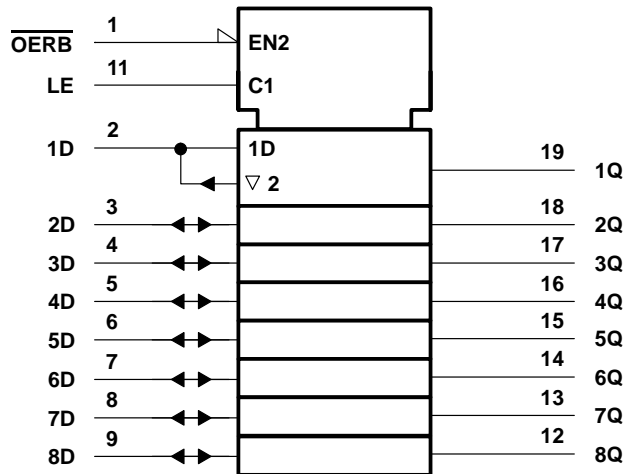 OERB 1 EN2
LE 11 C1
1D 2 1D
▽ 2
19 1Q
2D 3 18 2Q
3D 4 17 3Q
4D 5 16 4Q
5D 6 15 5Q
6D 7 14 6Q
7D 8 13 7Q
8D 9 12 8Q